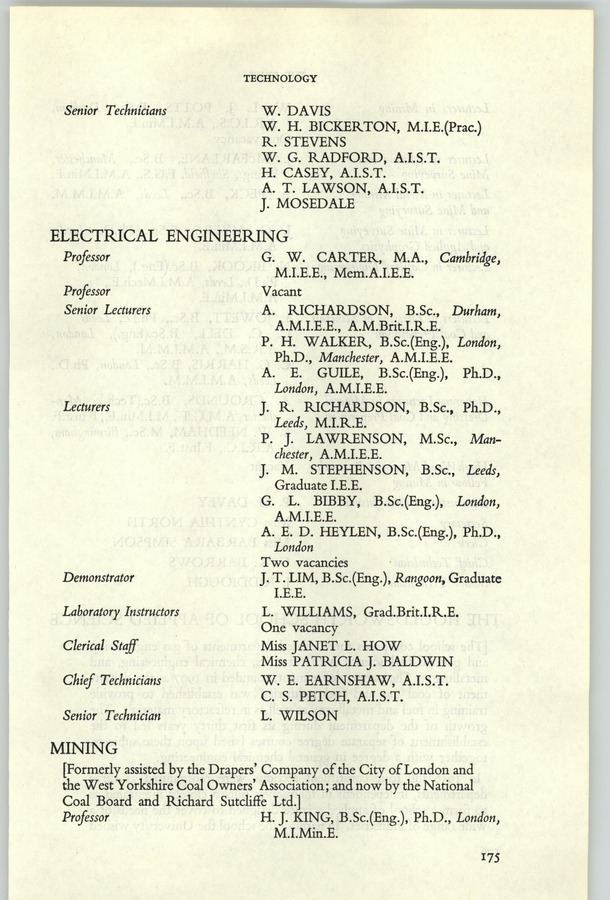 TECHNOLOGY
Senior Technicians W. DAVIS
W. H. BICKERTON, M.I.E.(Prac.)
R. STEVENS
W. G. RADFORD, A.I.S.T.
H. CASEY, A.I.S.T.
A. T. LAWSON, A.I.S.T.
J. MOSEDALE
ELECTRICAL ENGINEERING
Professor G. W. CARTER, M.A., Cambridge,
M.I.E.E., Mem.A.I.E.E.
Professor Vacant
Senior Lecturers A. RICHARDSON, B.Sc., Durham,
A.M.I.E.E., A.M.Brit.I.R.E.
P. H. WALKER, B.Sc.(Eng.), London,
Ph.D., Manchester, A.M.I.E.E.
A. E. GUILE, B.Sc.(Eng.), Ph.D.,
London, A.M.I.E.E.
Lecturers J. R. RICHARDSON, B.Sc., Ph.D.,
Leeds, M.I.R.E.
P. J. LAWRENSON, M.Sc., Man-
chester, A.M.I.E.E.
J. M. STEPHENSON, B.Sc., Leeds,
Graduate I.E.E.
G. L. BIBBY, B.Sc.(Eng.), London,
A.M.I.E.E.
A. E. D. HEYLEN, B.Sc.(Eng.), Ph.D.,
London
Two vacancies
Demonstrator J. T. LIM, B.Sc.(Eng.), Rangoon, Graduate
I.E.E.
Laboratory Instructors L. WILLIAMS, Grad.Brit.I.R.E.
One vacancy
Clerical Staff Miss JANET L. HOW
Miss PATRICIA J. BALDWIN
Chief Technicians W. E. EARNSHAW, A.I.S.T.
C. S. PETCH, A.I.S.T.
Senior Technician L. WILSON
MINING
[Formerly assisted by the Drapers' Company of the City of London and
the West Yorkshire Coal Owners' Association; and now by the National
Coal Board and Richard Sutcliffe Ltd.]
Professor H. J. KING, B.Sc.(Eng.), Ph.D., London,
M.I.Min.E.
175